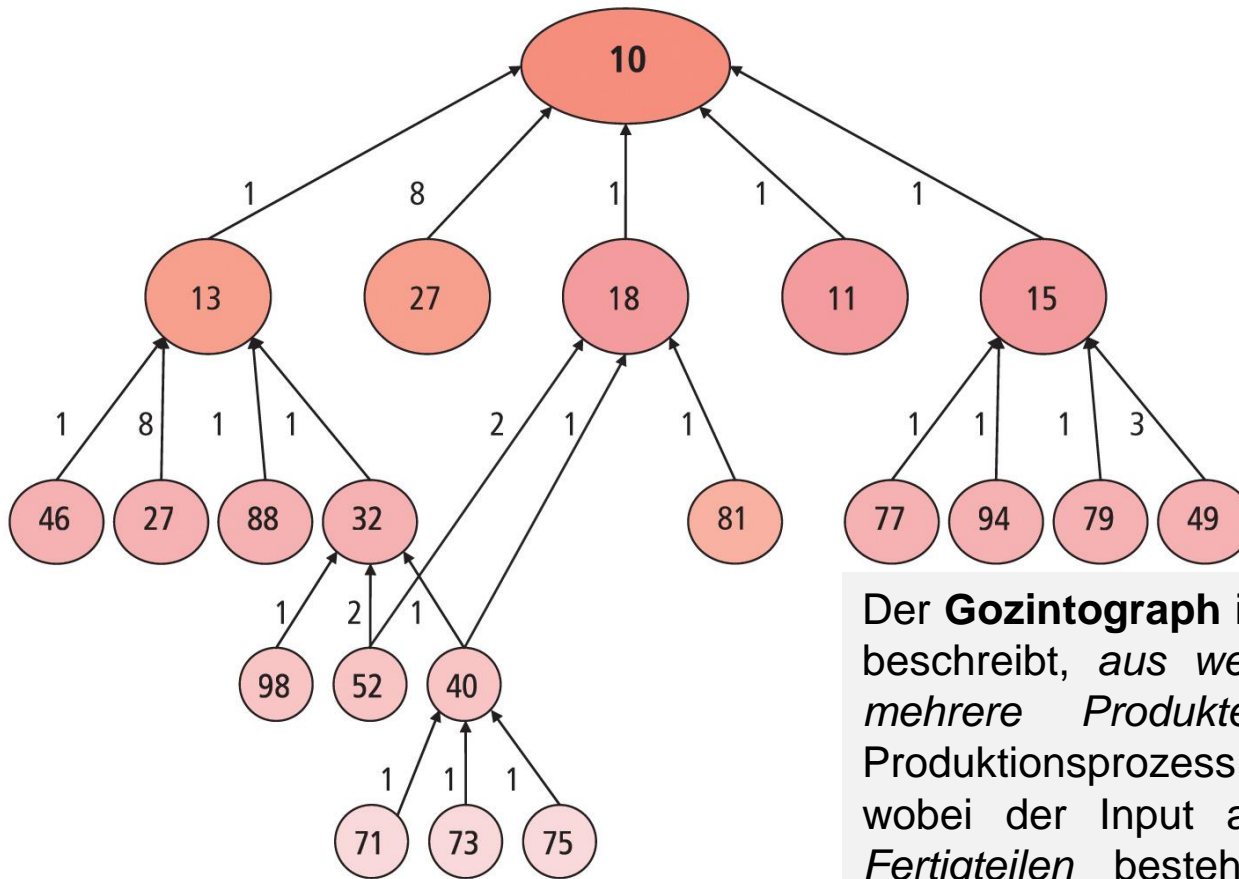 10
1 8 1 1 1
13 27 18 11 15
1 8 1 1 2 1 1 1 1 1 3
46 27 88 32 81 77 94 79 49
1 2 1
98 52 40
1 1 1
71 73 75
Der Gozintograph
beschreibt, aus
mehrere Produkte
Produktionsprozess
wobei der Input
Fertigteilen besteh